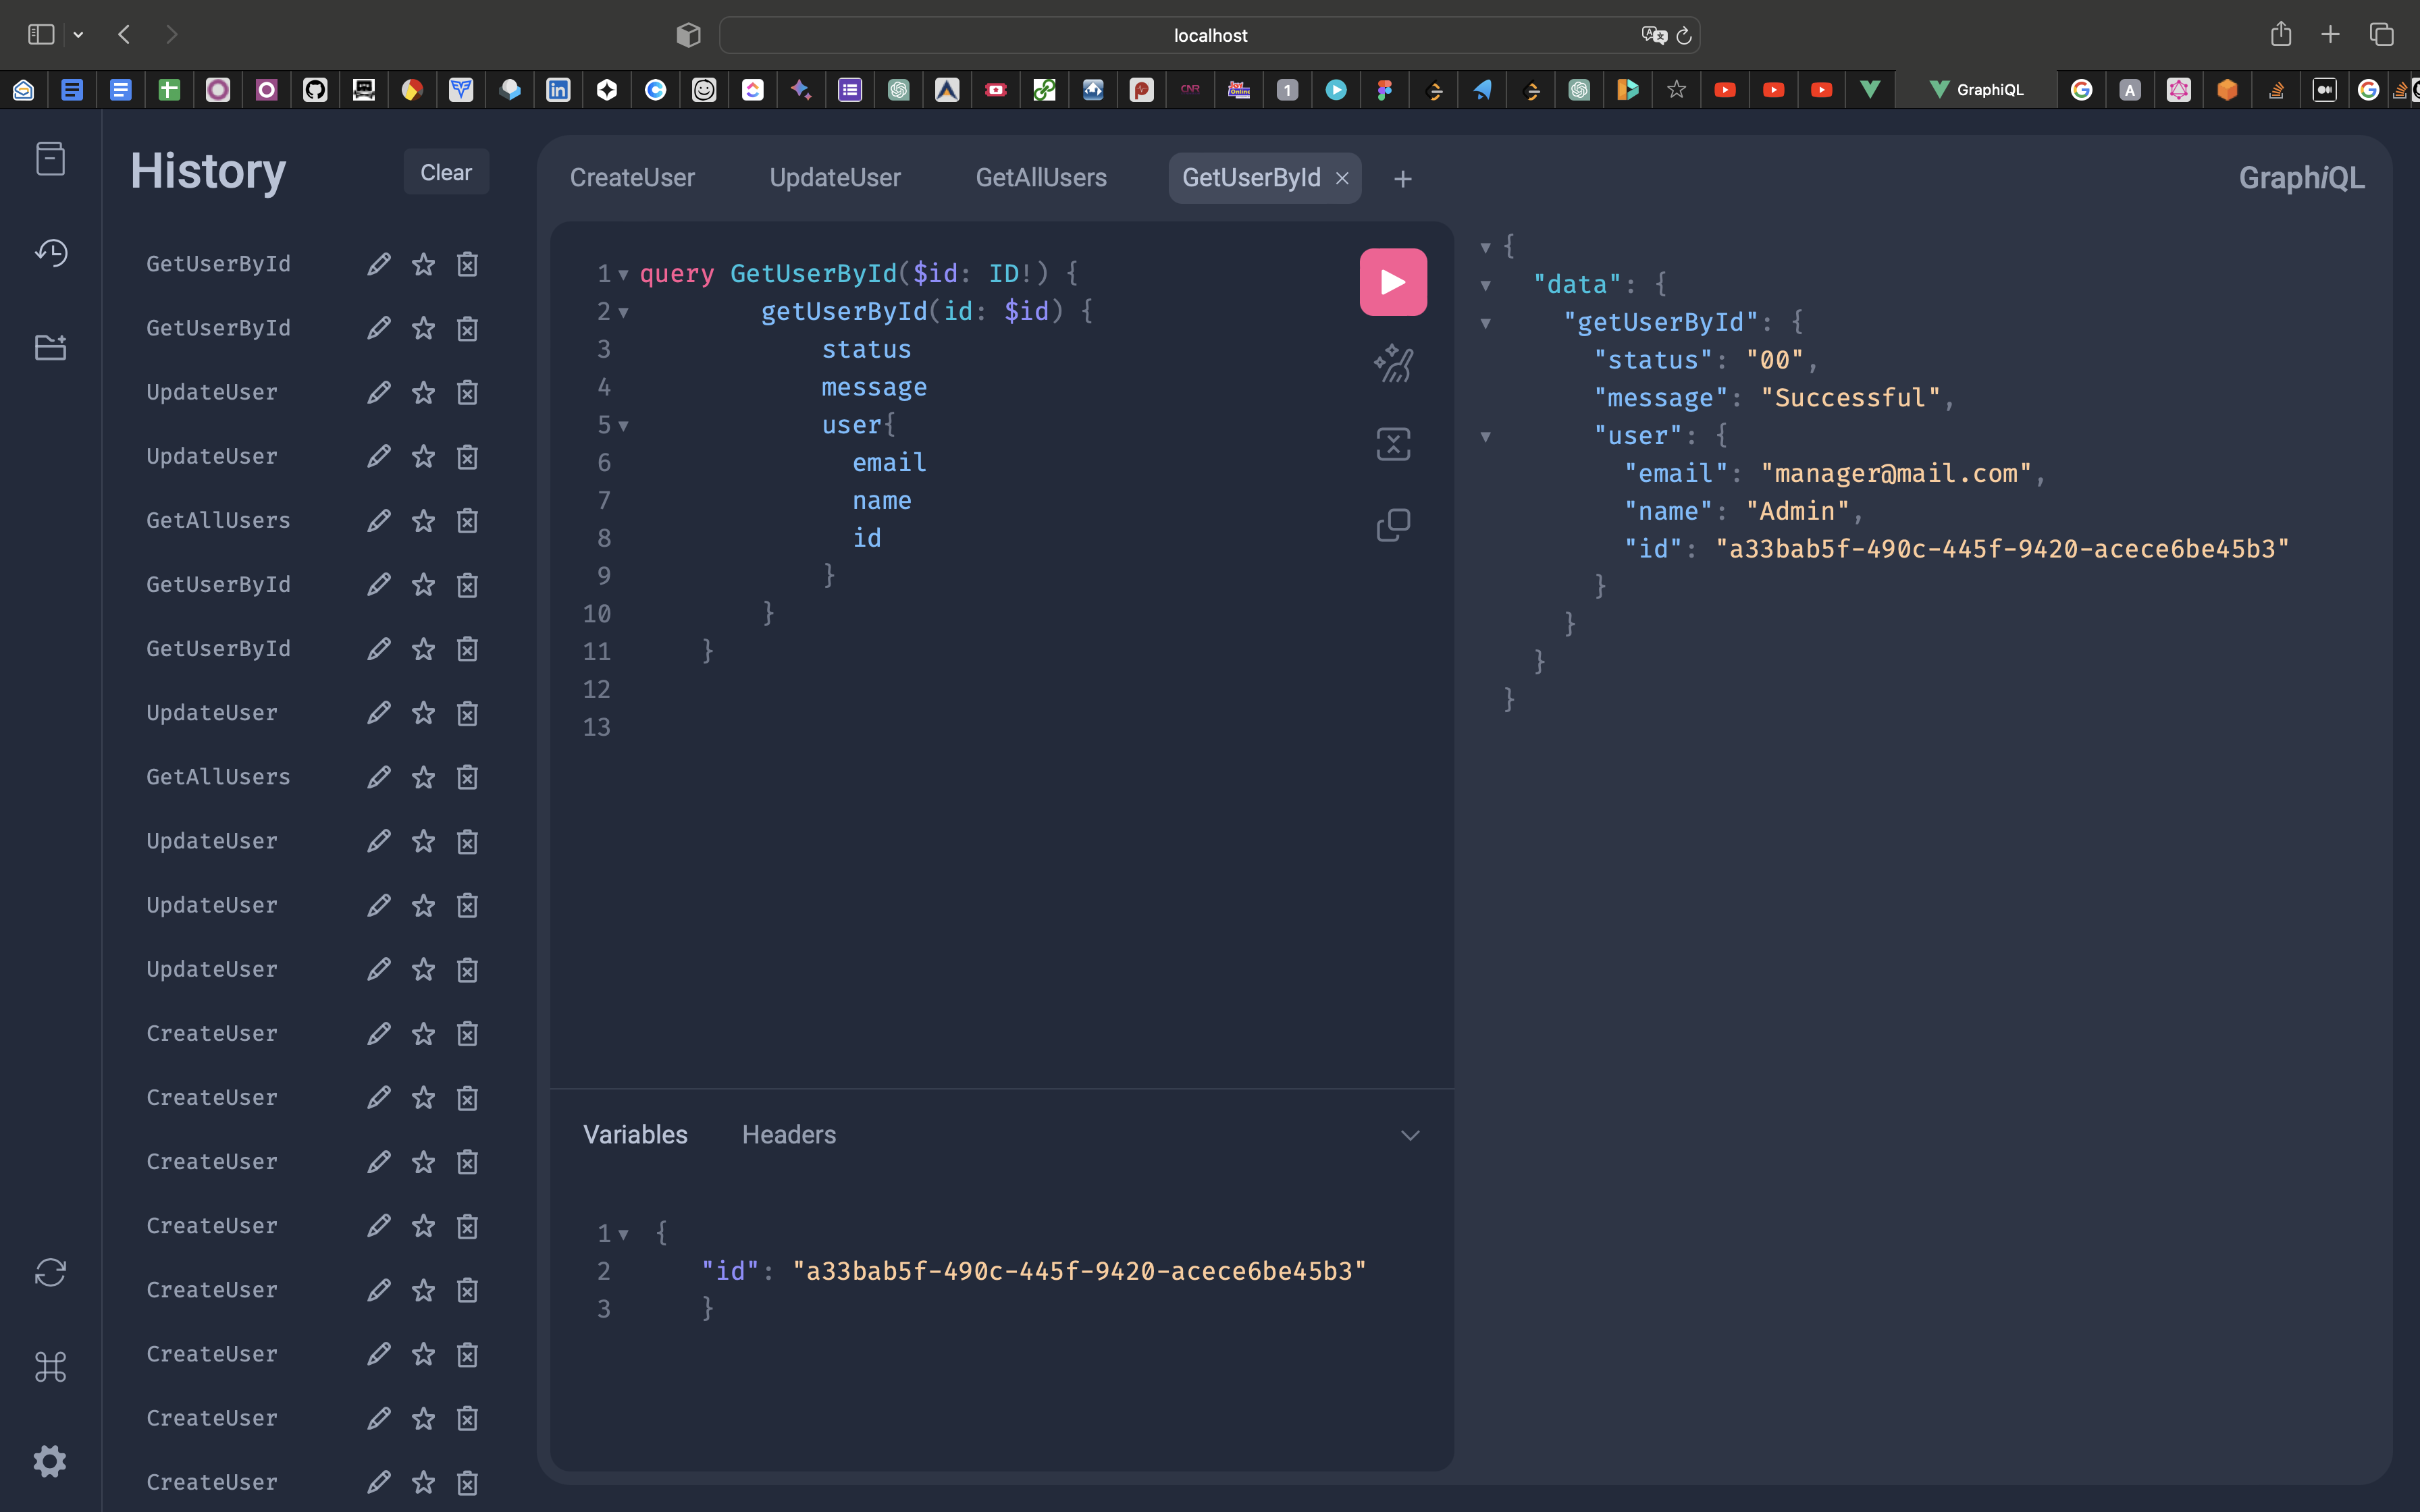 localhost
CNR
1
GraphiQL
A
History
Clear
GetUserById
GetUserById
UpdateUser
UpdateUser
GetAllUsers
GetUserById
GetUserById
UpdateUser
GetAllUsers
UpdateUser
UpdateUser
UpdateUser
CreateUser
CreateUser
CreateUser
CreateUser
CreateUser
CreateUser
CreateUser
CreateUser
CreateUser UpdateUser GetAllUsers GetUserById
GraphiQL
1 query GetUserById($id: ID!) {
2 getUserById(id: $id) {
3 status
4 message
5 user{
6 email
7 name
8 id
9 }
10 }
11 }
12
13
Variables Headers
1 {
2 "id": "a33bab5f-490c-445f-9420-acece6be45b3"
3 }
{
"data": {
"getUserById": {
"status": "00",
"message": "Successful",
"user": {
"email": "manager@mail.com",
"name": "Admin",
"id": "a33bab5f-490c-445f-9420-acece6be45b3"
}
}
}
}